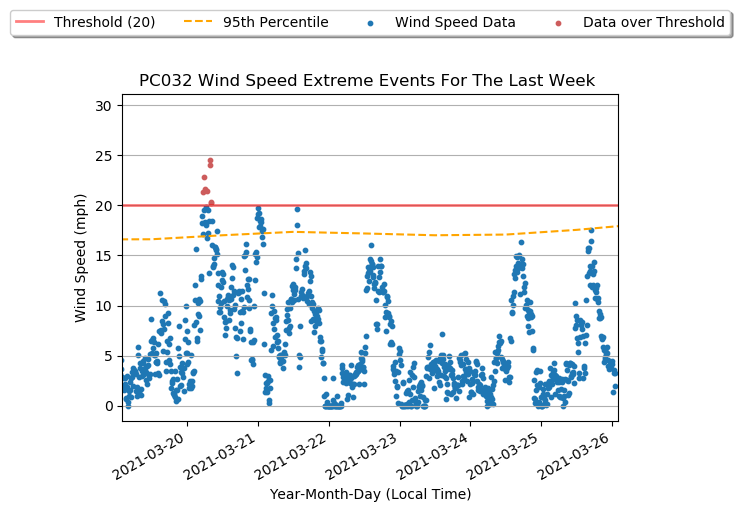 Threshold (20) 95th Percentile Wind Speed Data Data over Threshold
PC032 Wind Speed Extreme Events For The Last Week
Wind Speed (mph)
30
25
20
15
10
5
0
2021-03-20 2021-03-21 2021-03-22 2021-03-23 2021-03-24 2021-03-25 2021-03-26
Year-Month-Day (Local Time)